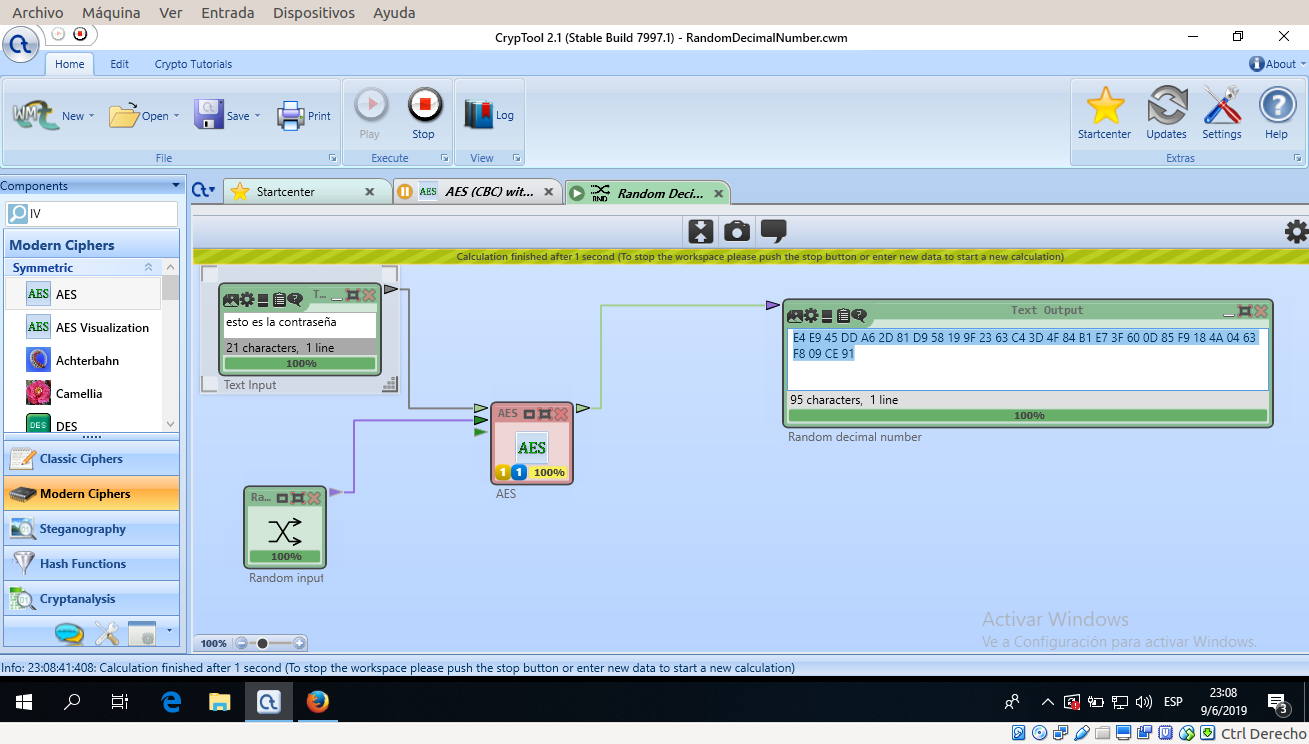 Archivo Máquina Ver Entrada Dispositivos Ayuda
CrypTool 2.1 (Stable Build 7997.1) - RandomDecimalNumber.cwm
Home Edit Crypto Tutorials About
New Open Save Print Play Stop Log Startcenter Updates Settings Help
File Execute View Extras
Components
Startcenter AES (CBC) wit... Random Deci...
IV
Modern Ciphers
Symmetric
AES
AES Visualization
Achterbahn
Camellia
DES
Classic Ciphers
Modern Ciphers
Steganography
Hash Functions
Cryptanalysis
Calculation finished after 1 second (To stop the workspace please push the stop button or enter new data to start a new calculation)
T...
esto es la contraseña
21 characters, 1 line
100%
Text Input
AES
AES
1 1 100%
AES
Ra...
100%
Random input
Text Output
E4 E9 45 DD A6 2D 81 D9 58 19 9F 23 63 C4 3D 4F 84 B1 E7 3F 60 0D 85 F9 18 4A 04 63
F8 09 CE 91
95 characters, 1 line
100%
Random decimal number
Activar Windows
Ve a Configuración para activar Windows.
100%
Info: 23:08:41:408: Calculation finished after 1 second (To stop the workspace please push the stop button or enter new data to start a new calculation)
ESP
23:08
9/6/2019
3
Ctrl Derecho